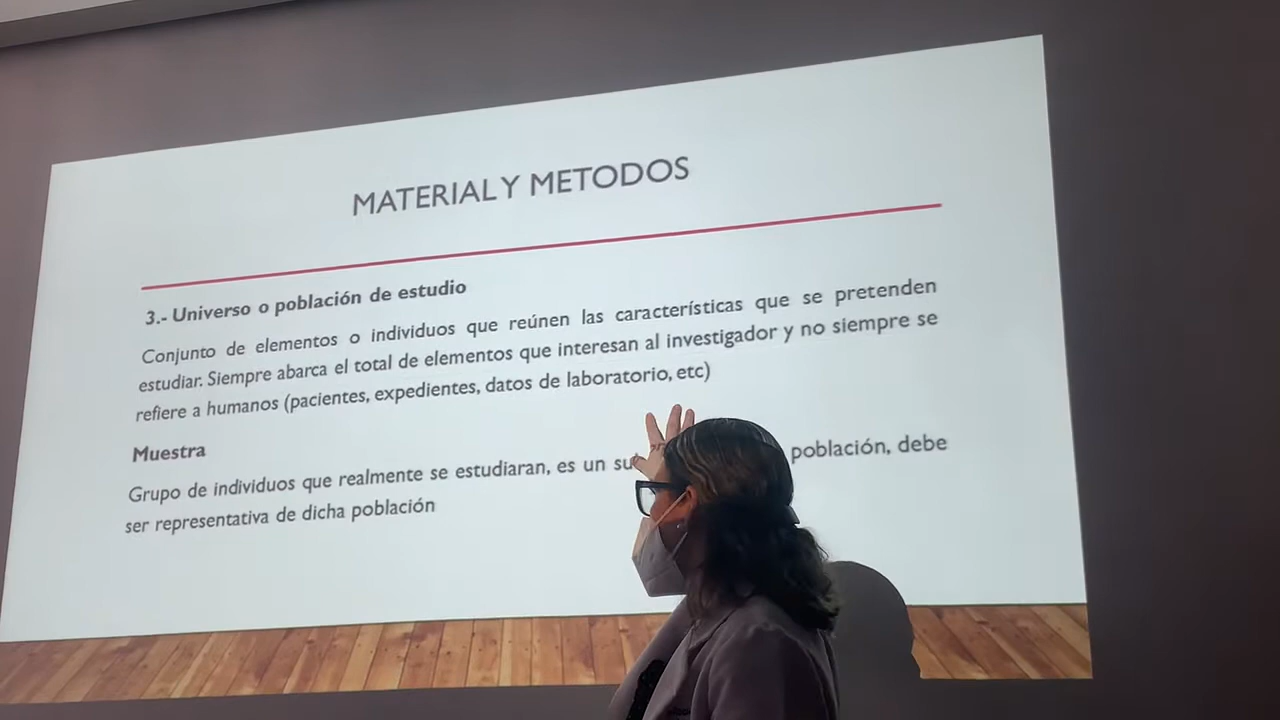 MATERIAL Y METODOS
3.- Universo o población de estudio
Conjunto de elementos o individuos que reúnen las características que se pretenden
estudiar. Siempre abarca el total de elementos que interesan al investigador y no siempre se
refiere a humanos (pacientes, expedientes, datos de laboratorio, etc)
Muestra
Grupo de individuos que realmente se estudiaran, es un población, debe
ser representativa de dicha población